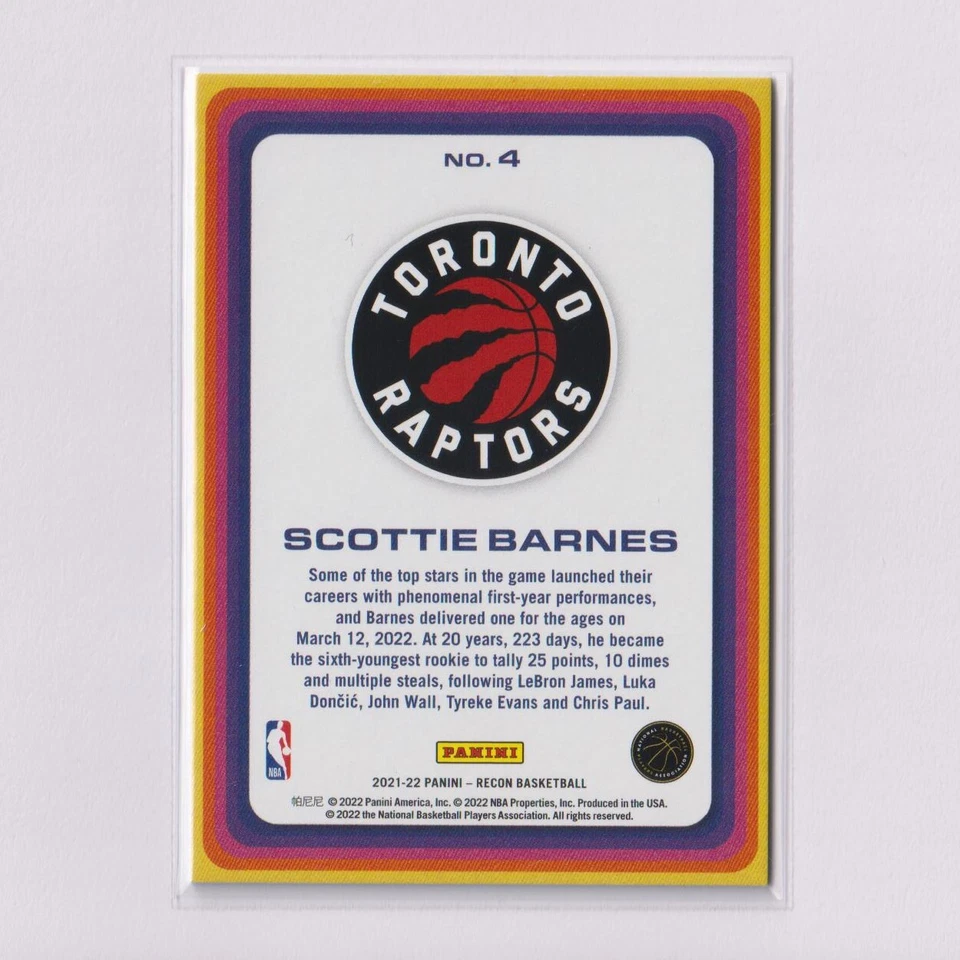 NO. 4
TORONTO
RAPTORS
SCOTTIE BARNES
Some of the top stars in the game launched their
careers with phenomenal first-year performances,
and Barnes delivered one for the ages on
March 12, 2022. At 20 years, 223 days, he became
the sixth-youngest rookie to tally 25 points, 10 dimes
and multiple steals, following LeBron James, Luka
Dončić, John Wall, Tyreke Evans and Chris Paul.
NBA
PANINI
NATIONAL BASKETBALL
PLAYERS ASSOCIATION
2021-22 PANINI – RECON BASKETBALL
帕尼尼 © 2022 Panini America, Inc. © 2022 NBA Properties, Inc. Produced in the USA.
© 2022 the National Basketball Players Association. All rights reserved.